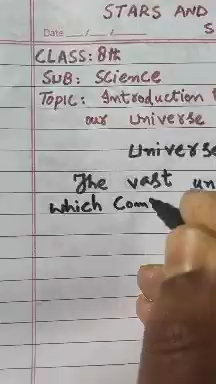 STARS AND
S
Date / /
CLASS: 8th
SUB: Science
Topic: Introduction
our Universe
Universe
The vast un
which Com